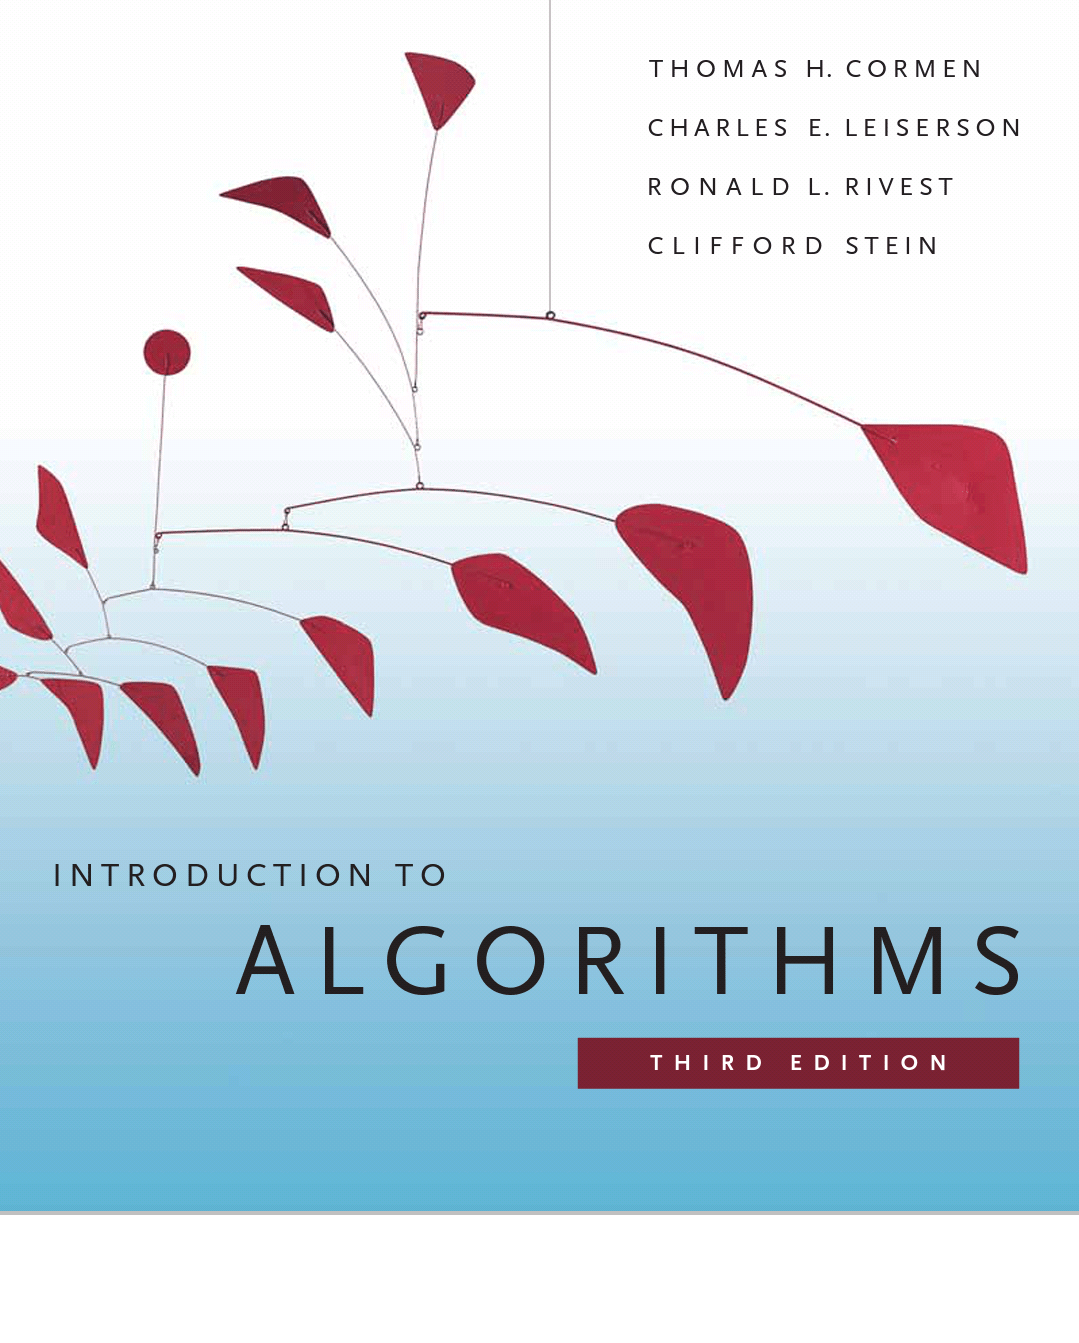 THOMAS H. CORMEN
CHARLES E. LEISERSON
RONALD L. RIVEST
CLIFFORD STEIN
INTRODUCTION TO
ALGORITHMS
THIRD EDITION